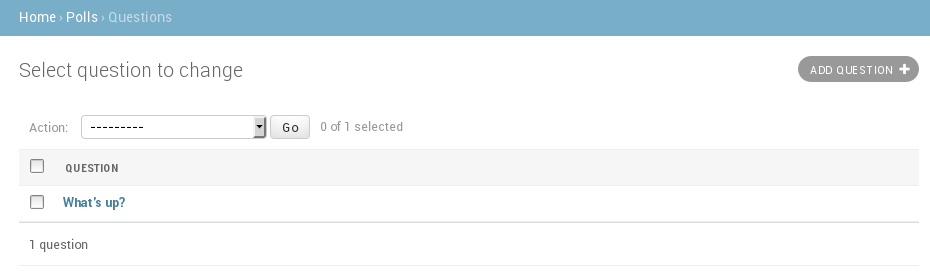 Home › Polls › Questions
Select question to change
ADD QUESTION +
Action: --------- Go 0 of 1 selected
QUESTION
What's up?
1 question